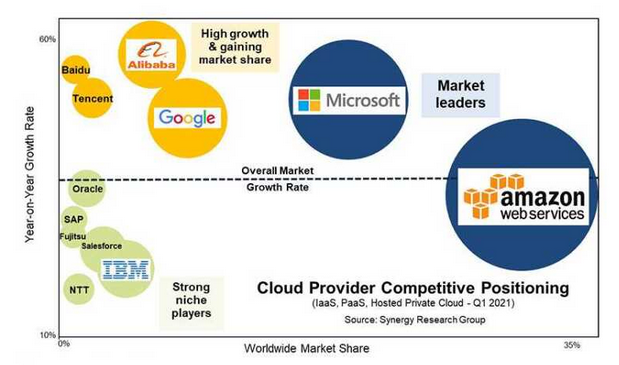 60%
Baidu
Tencent
Alibaba
Google
High growth
& gaining
market share
Microsoft
Market
leaders
Year-on-Year Growth Rate
Overall Market
Growth Rate
amazon
webservices
Oracle
SAP
Fujitsu
Salesforce
IBM
NTT
Strong
niche
players
Cloud Provider Competitive Positioning
(IaaS, PaaS, Hosted Private Cloud - Q1 2021)
Source: Synergy Research Group
10%
0%
35%
Worldwide Market Share